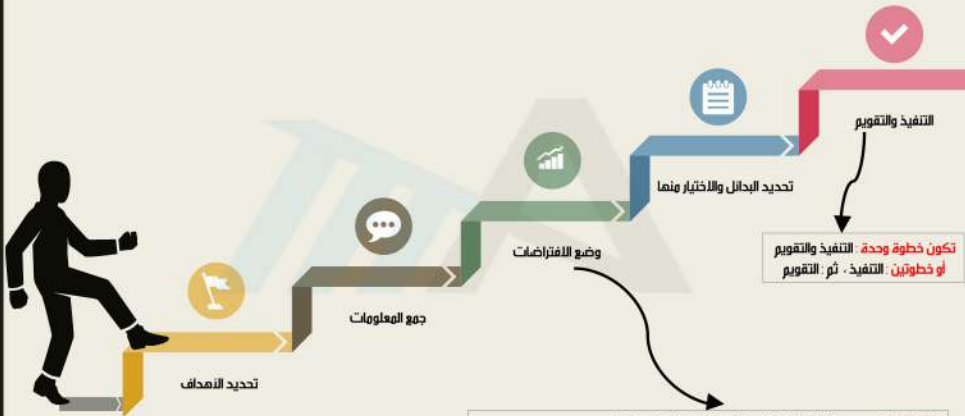 التنفيذ والتقويم
تكون خطوة وحدة : التنفيذ والتقويم
أو خطوتين : التنفيذ ، ثم : التقويم
تحديد البدائل والاختيار منها
وضع الافتراضات
جمع المعلومات
تحديد الأهداف